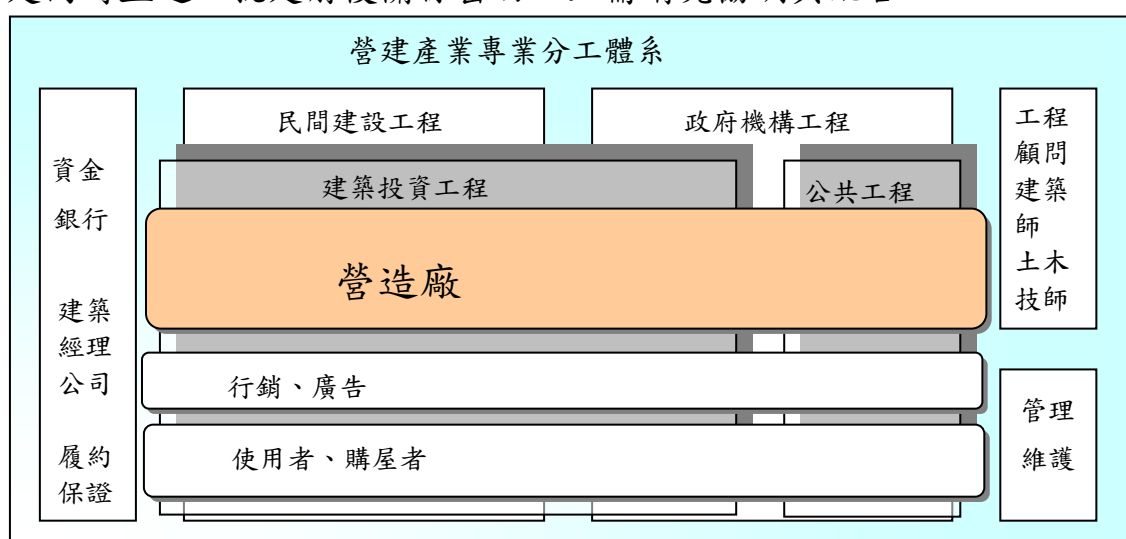 營建產業專業分工體系
資金
銀行
建築
經理
公司
履約
保證
民間建設工程
政府機構工程
建築投資工程
公共工程
營造廠
行銷、廣告
使用者、購屋者
工程
顧問
建築
師
土木
技師
管理
維護